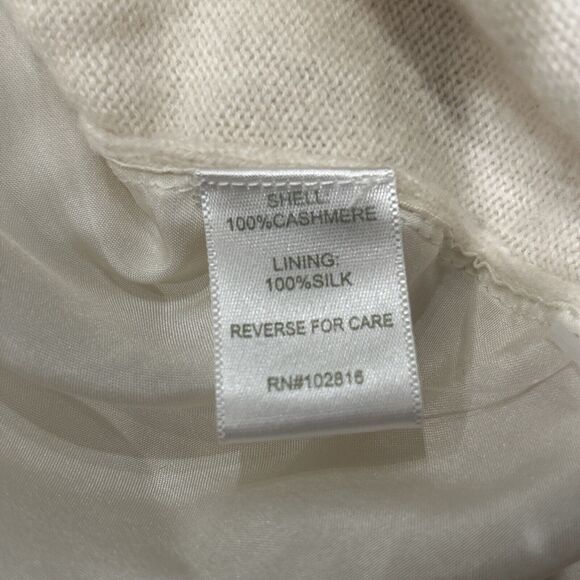 SHELL:
100%CASHMERE
LINING:
100%SILK
REVERSE FOR CARE
RN#102816